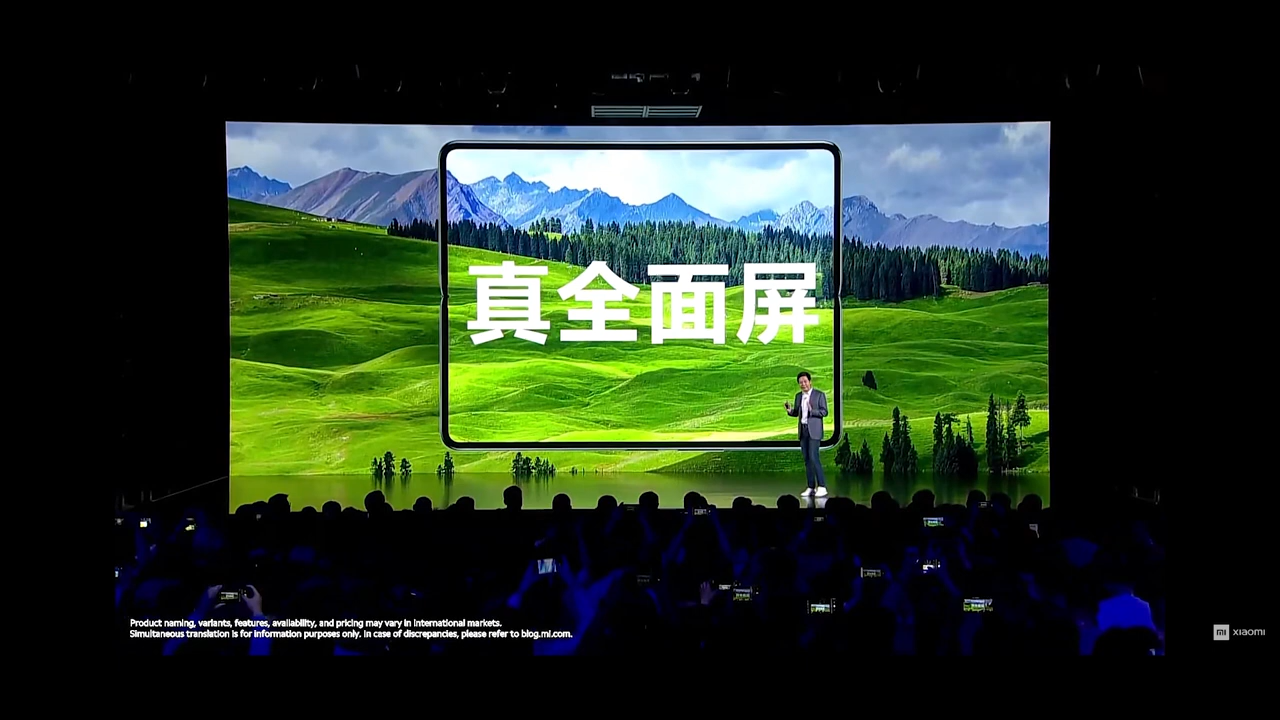 真全面屏
Product naming, variants, features, availability, and pricing may vary in international markets.
Simultaneous translation is for information purposes only. In case of discrepancies, please refer to blog.mi.com.
mi xiaomi